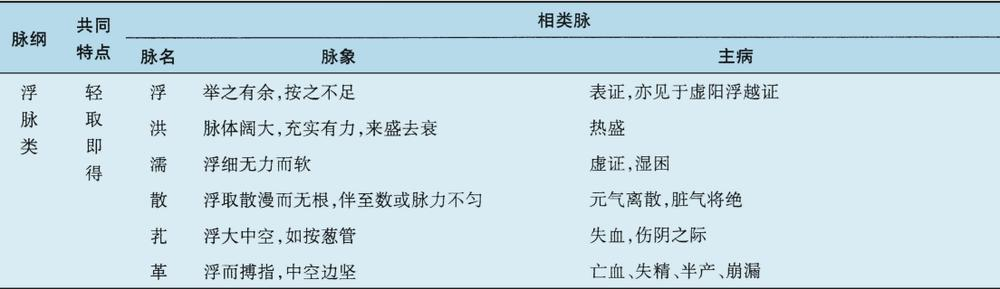 脉纲 共同特点 相类脉
脉名 脉象 主病
浮脉类 轻取即得 浮 举之有余,按之不足 表证,亦见于虚阳浮越证
洪 脉体阔大,充实有力,来盛去衰 热盛
濡 浮细无力而软 虚证,湿困
散 浮取散漫而无根,伴至数或脉力不匀 元气离散,脏气将绝
芤 浮大中空,如按葱管 失血,伤阴之际
革 浮而搏指,中空边坚 亡血、失精、半产、崩漏